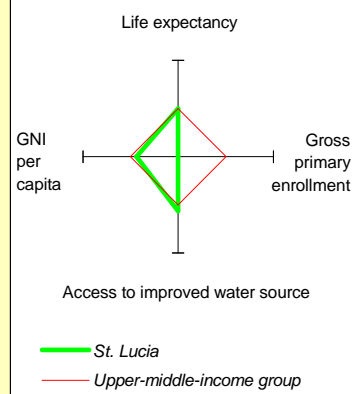 Life expectancy
GNI
per
capita
Gross
primary
enrollment
Access to improved water source
St. Lucia
Upper-middle-income group